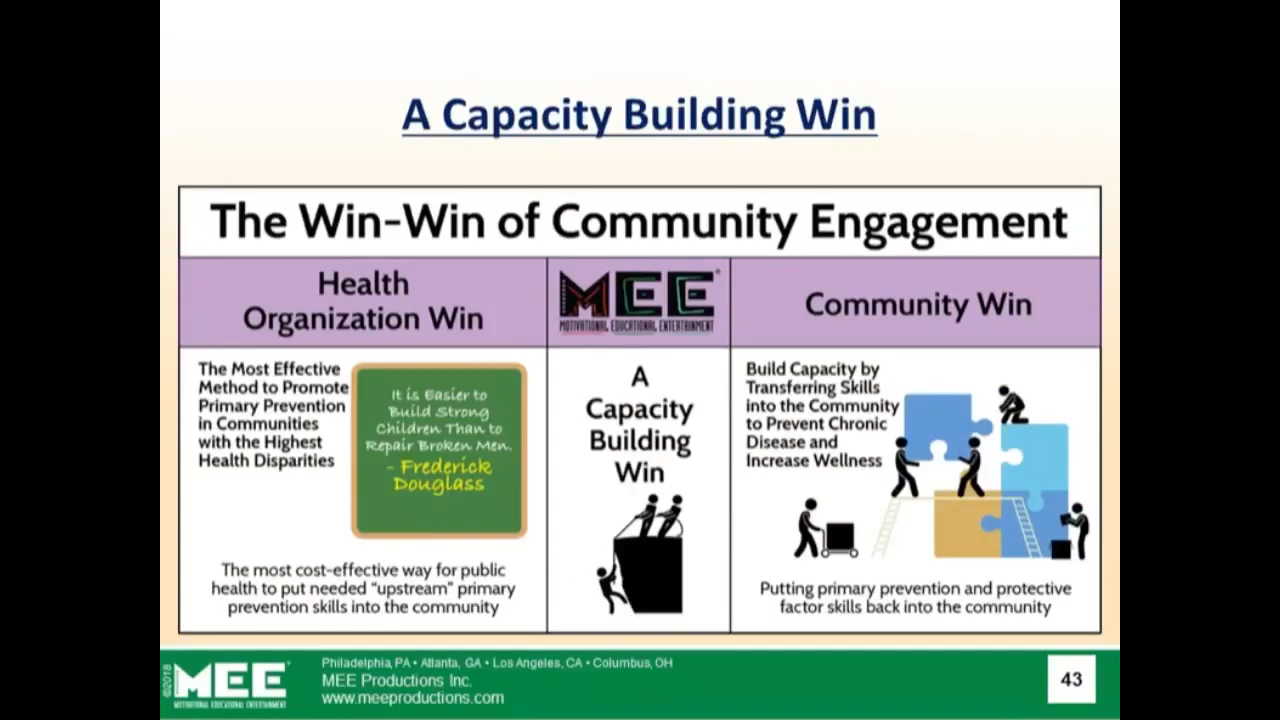 A Capacity Building Win
The Win-Win of Community Engagement
Health
Organization Win
MEE®
MOTIVATIONAL EDUCATIONAL ENTERTAINMENT
Community Win
The Most Effective
Method to Promote
Primary Prevention
in Communities
with the Highest
Health Disparities
It is Easier to
Build Strong
Children Than to
Repair Broken Men.
- Frederick
Douglass
The most cost-effective way for public
health to put needed "upstream" primary
prevention skills into the community
A
Capacity
Building
Win
Build Capacity by
Transferring Skills
into the Community
to Prevent Chronic
Disease and
Increase Wellness
Putting primary prevention and protective
factor skills back into the community
©2018
MEE®
MOTIVATIONAL EDUCATIONAL ENTERTAINMENT
Philadelphia, PA • Atlanta, GA • Los Angeles, CA • Columbus, OH
MEE Productions Inc.
www.meeproductions.com
43